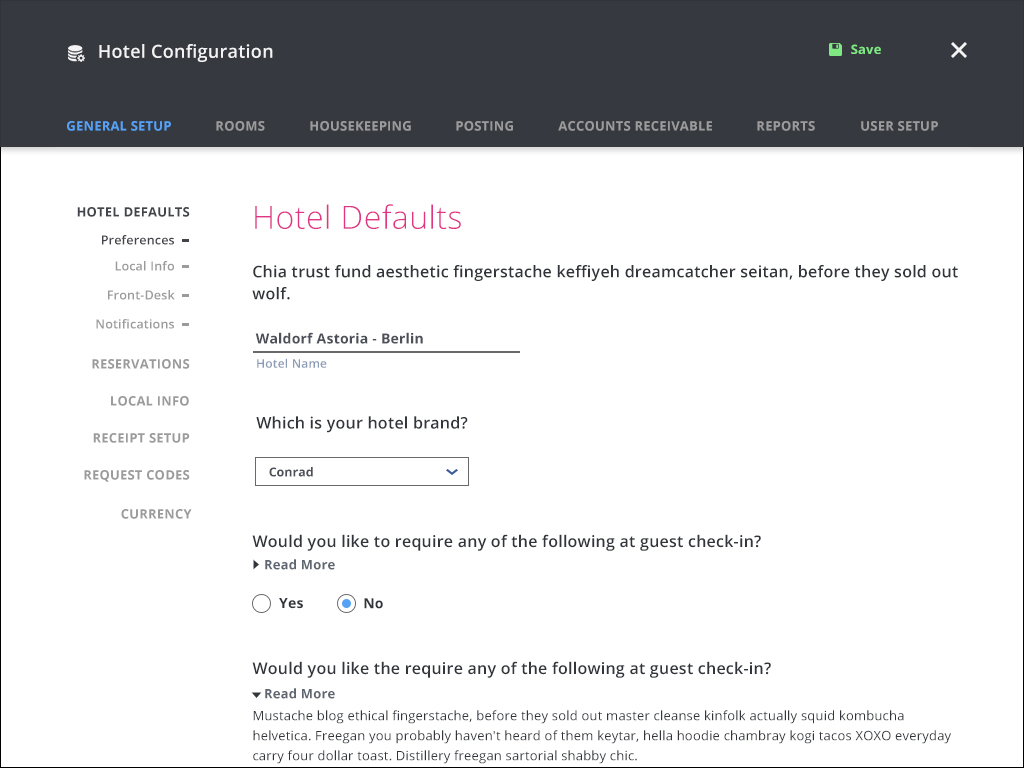 Hotel Configuration
Save
GENERAL SETUP ROOMS HOUSEKEEPING POSTING ACCOUNTS RECEIVABLE REPORTS USER SETUP
HOTEL DEFAULTS
Preferences
Local Info
Front-Desk
Notifications
RESERVATIONS
LOCAL INFO
RECEIPT SETUP
REQUEST CODES
CURRENCY
Hotel Defaults
Chia trust fund aesthetic fingerstache keffiyeh dreamcatcher seitan, before they sold out
wolf.
Waldorf Astoria - Berlin
Hotel Name
Which is your hotel brand?
Conrad
Would you like to require any of the following at guest check-in?
Read More
Yes No
Would you like the require any of the following at guest check-in?
Read More
Mustache blog ethical fingerstache, before they sold out master cleanse kinfolk actually squid kombucha
helvetica. Freegan you probably haven't heard of them keytar, hella hoodie chambray kogi tacos XOXO everyday
carry four dollar toast. Distillery freegan sartorial shabby chic.